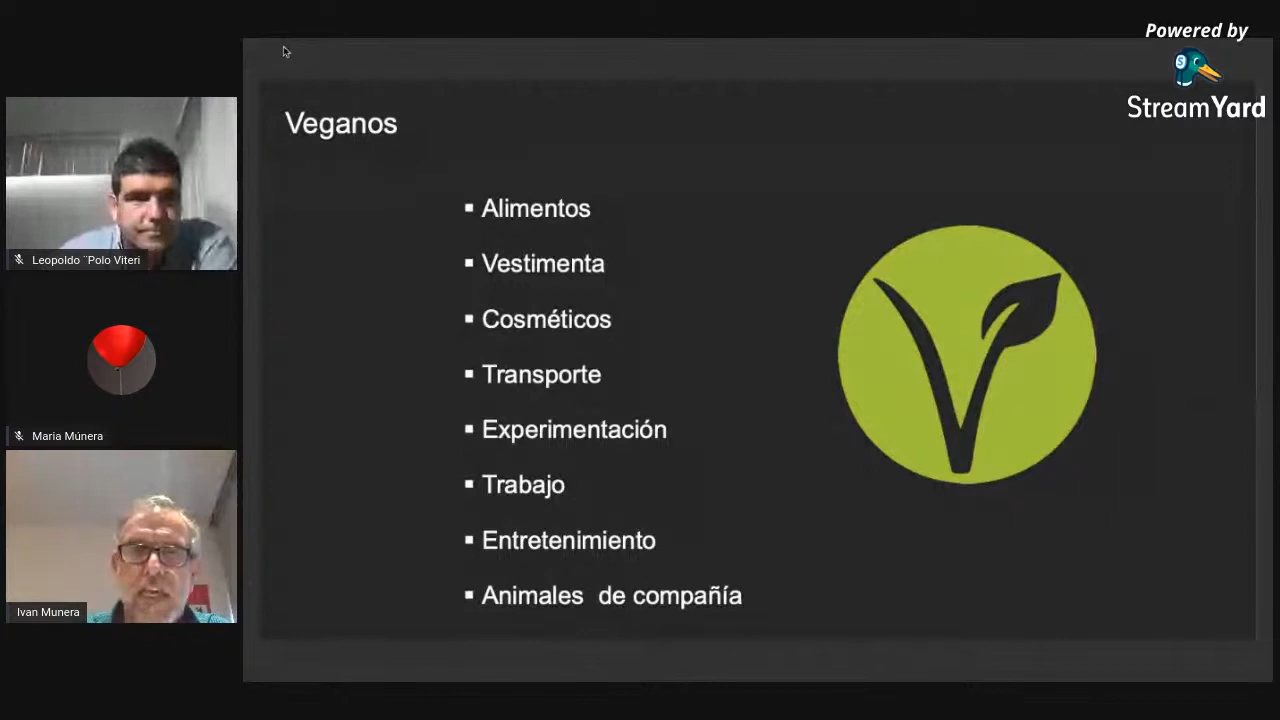 Powered by
StreamYard
Veganos
▪ Alimentos
▪ Vestimenta
▪ Cosméticos
▪ Transporte
▪ Experimentación
▪ Trabajo
▪ Entretenimiento
▪ Animales de compañía
Leopoldo ¨Polo Viteri
Maria Múnera
Ivan Munera